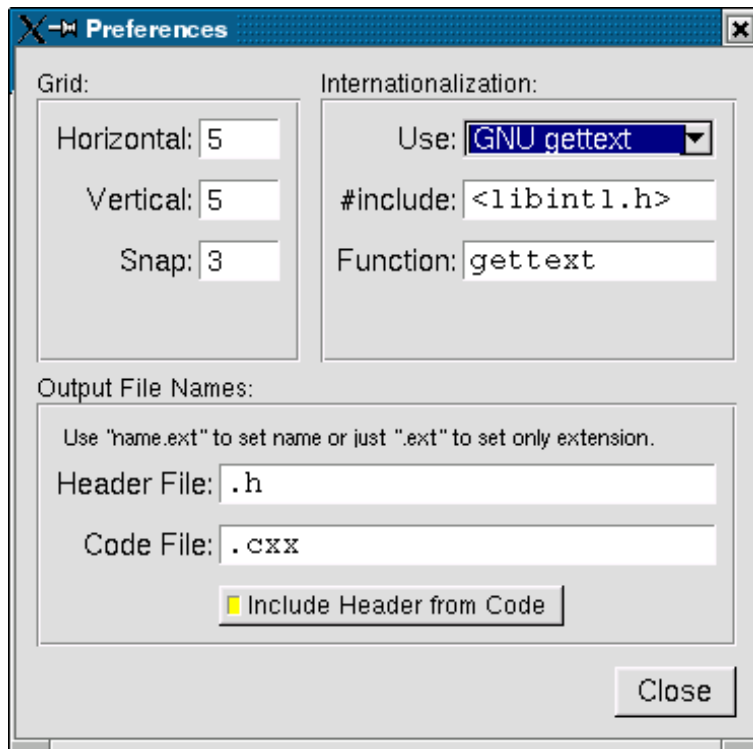 Preferences
Grid:
Horizontal: 5
Vertical: 5
Snap: 3
Internationalization:
Use: GNU gettext
#include: <libintl.h>
Function: gettext
Output File Names:
Use "name.ext" to set name or just ".ext" to set only extension.
Header File: .h
Code File: .cxx
Include Header from Code
Close